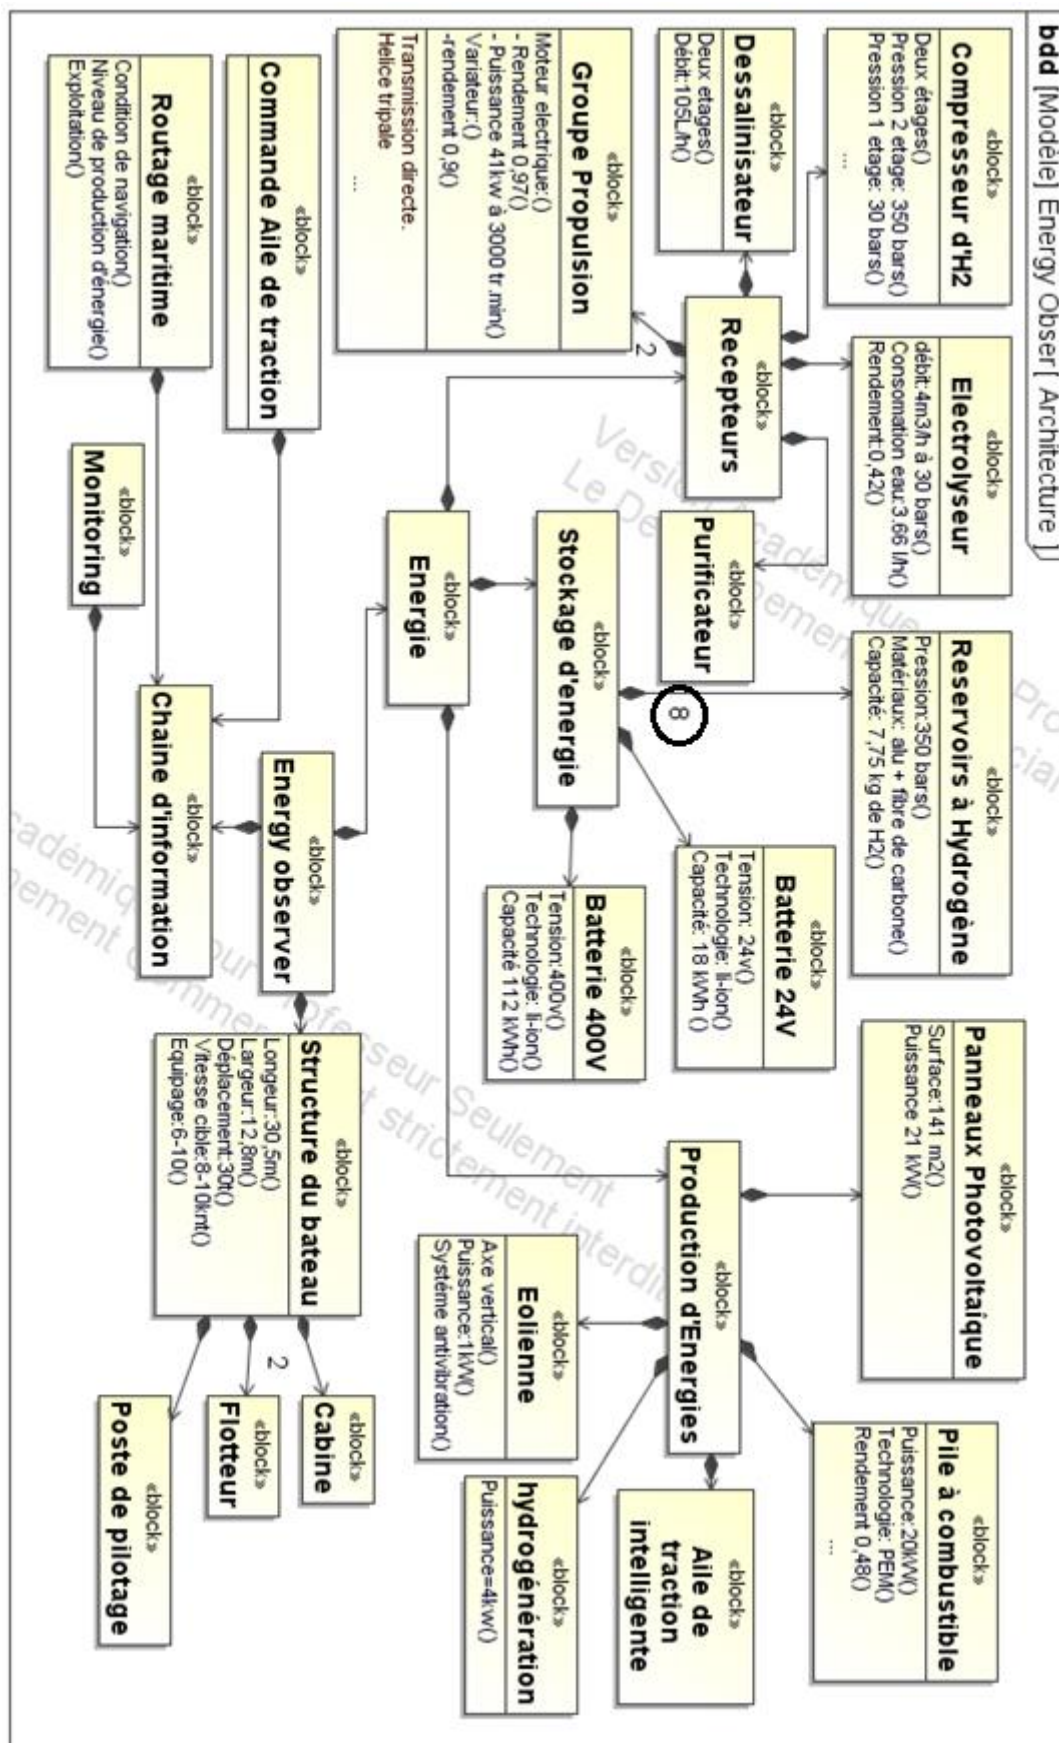 bdd [Modèle] Energy Obser[ Architecture ]
«block»
Compresseur d'H2
Deux étages()
Pression 2 etage: 350 bars()
Pression 1 etage: 30 bars()
...
«block»
Electrolyseur
débit:4m3/h à 30 bars()
Consomation eau:3.66 l/h()
Rendement:0,42()
«block»
Reservoirs à Hydrogène
Pression:350 bars()
Matériaux: alu + fibre de carbone()
Capacité: 7,75 kg de H2()
«block»
Panneaux Photovoltaique
Surface:141 m2()
Puissance 21 kW()
«block»
Pile à combustible
Puissance:20kW()
Technologie: PEM()
Rendement 0,48()
...
«block»
Dessalinisateur
Deux etages()
Débit:105L/h()
«block»
Recepteurs
«block»
Purificateur
8
«block»
Batterie 24V
Tension: 24v()
Technologie: li-ion()
Capacité: 18 kWh ()
«block»
Production d'Energies
«block»
Aile de
traction
intelligente
«block»
Groupe Propulsion
Moteur electrique:()
- Rendement 0,97()
- Puissance 41kw à 3000 tr.min()
Variateur:()
-rendement 0,9()
Transmission directe.
Helice tripale
...
2
«block»
Stockage d'energie
«block»
Batterie 400V
Tension:400v()
Technologie: li-ion()
Capacité 112 kWh()
«block»
Eolienne
Axe vertical()
Puissance:1kW()
Systéme antivibration()
«block»
hydrogénération
Puissance=4kw()
«block»
Energie
«block»
Commande Aile de traction
«block»
Energy observer
«block»
Structure du bateau
Longeur:30,5m()
Largeur:12,8m()
Déplacement:30t()
Vitesse cible:8-10knt()
Equipage:6-10()
«block»
Cabine
2
«block»
Flotteur
«block»
Poste de pilotage
«block»
Routage maritime
Condition de navigation()
Niveau de production d'énergie()
Exploitation()
«block»
Monitoring
«block»
Chaine d'information